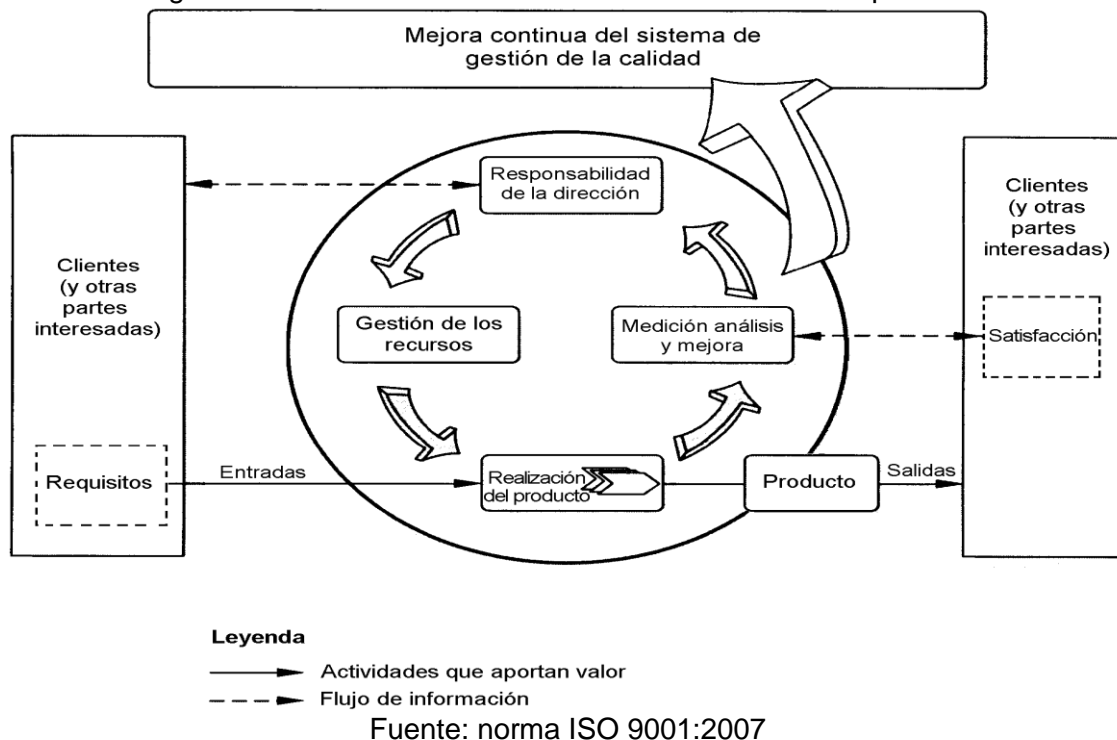 Mejora continua del sistema de
gestión de la calidad
Responsabilidad
de la dirección
Clientes
(y otras
partes
interesadas)
Clientes
(y otras
partes
interesadas)
Gestión de los
recursos
Medición análisis
y mejora
Satisfacción
Requisitos
Entradas
Realización
del producto
Producto
Salidas
Leyenda
Actividades que aportan valor
Flujo de información
Fuente: norma ISO 9001:2007